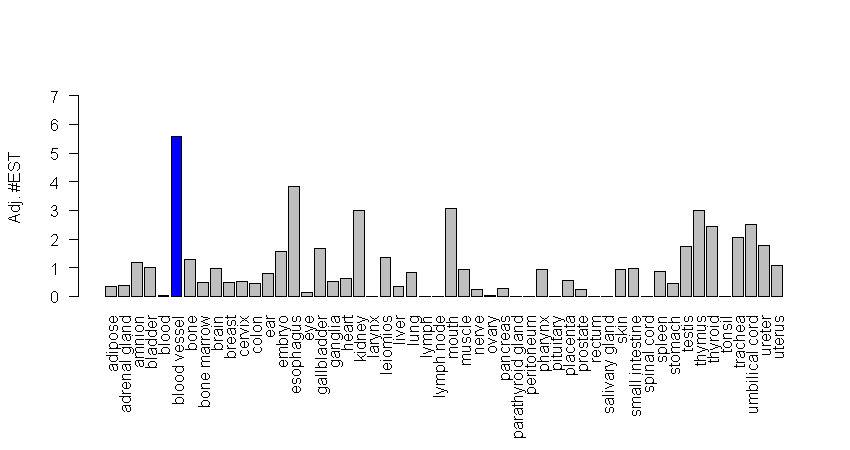 Adj. #EST
7
6
5
4
3
2
1
0
adipose
adrenal gland
amnion
bladder
blood
blood vessel
bone
bone marrow
brain
breast
cervix
colon
ear
embryo
esophagus
eye
gallbladder
ganglia
heart
kidney
larynx
leiomios
liver
lung
lymph
lymph node
mouth
muscle
nerve
ovary
pancreas
parathyroid gland
peritoneum
pharynx
pituitary
placenta
prostate
rectum
salivary gland
skin
small intestine
spinal cord
spleen
stomach
testis
thymus
thyroid
tonsil
trachea
umbilical cord
ureter
uterus